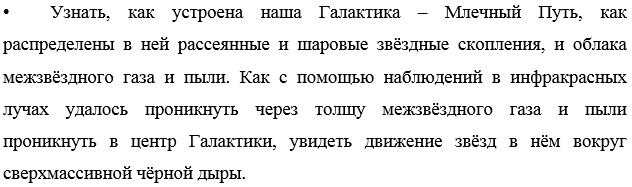 • Узнать, как устроена наша Галактика – Млечный Путь, как
распределены в ней рассеянные и шаровые звёздные скопления, и облака
межзвёздного газа и пыли. Как с помощью наблюдений в инфракрасных
лучах удалось проникнуть через толщу межзвёздного газа и пыли
проникнуть в центр Галактики, увидеть движение звёзд в нём вокруг
сверхмассивной чёрной дыры.